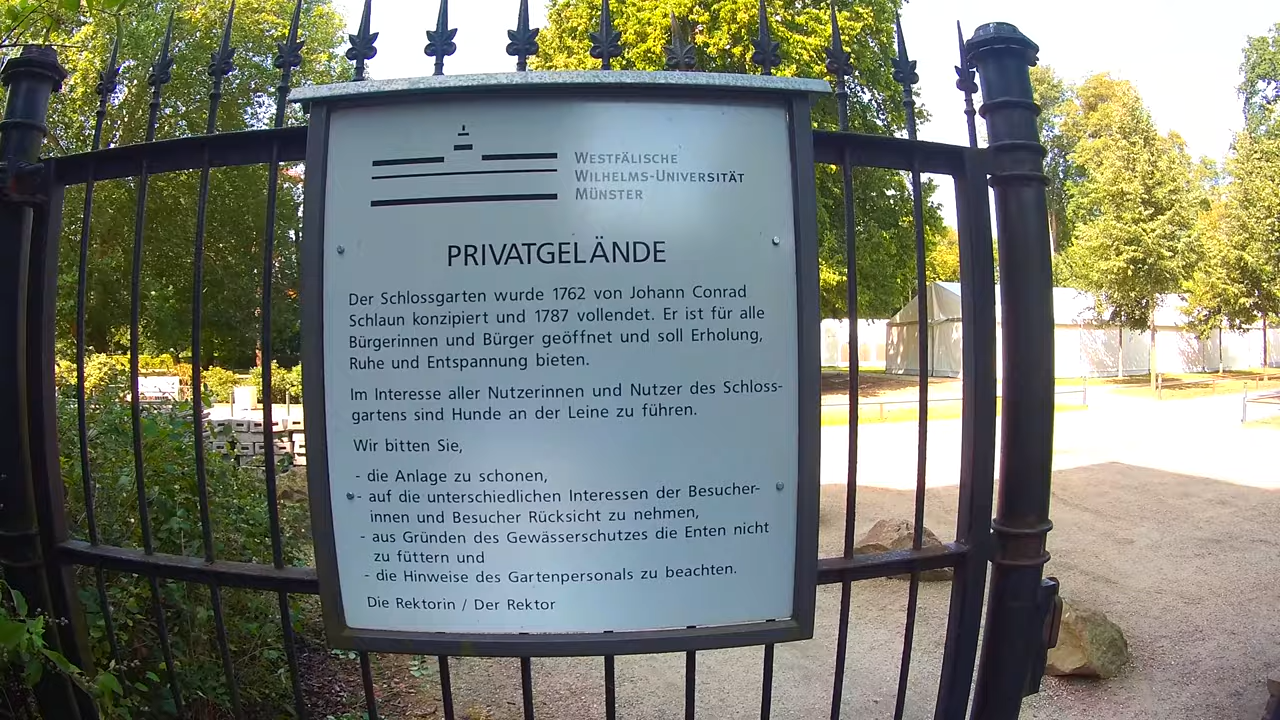 WESTFÄLISCHE
WILHELMS-UNIVERSITÄT
MÜNSTER
PRIVATGELÄNDE
Der Schlossgarten wurde 1762 von Johann Conrad
Schlaun konzipiert und 1787 vollendet. Er ist für alle
Bürgerinnen und Bürger geöffnet und soll Erholung,
Ruhe und Entspannung bieten.
Im Interesse aller Nutzerinnen und Nutzer des Schloss-
gartens sind Hunde an der Leine zu führen.
Wir bitten Sie,
- die Anlage zu schonen,
- auf die unterschiedlichen Interessen der Besucher-
innen und Besucher Rücksicht zu nehmen,
- aus Gründen des Gewässerschutzes die Enten nicht
zu füttern und
- die Hinweise des Gartenpersonals zu beachten.
Die Rektorin / Der Rektor